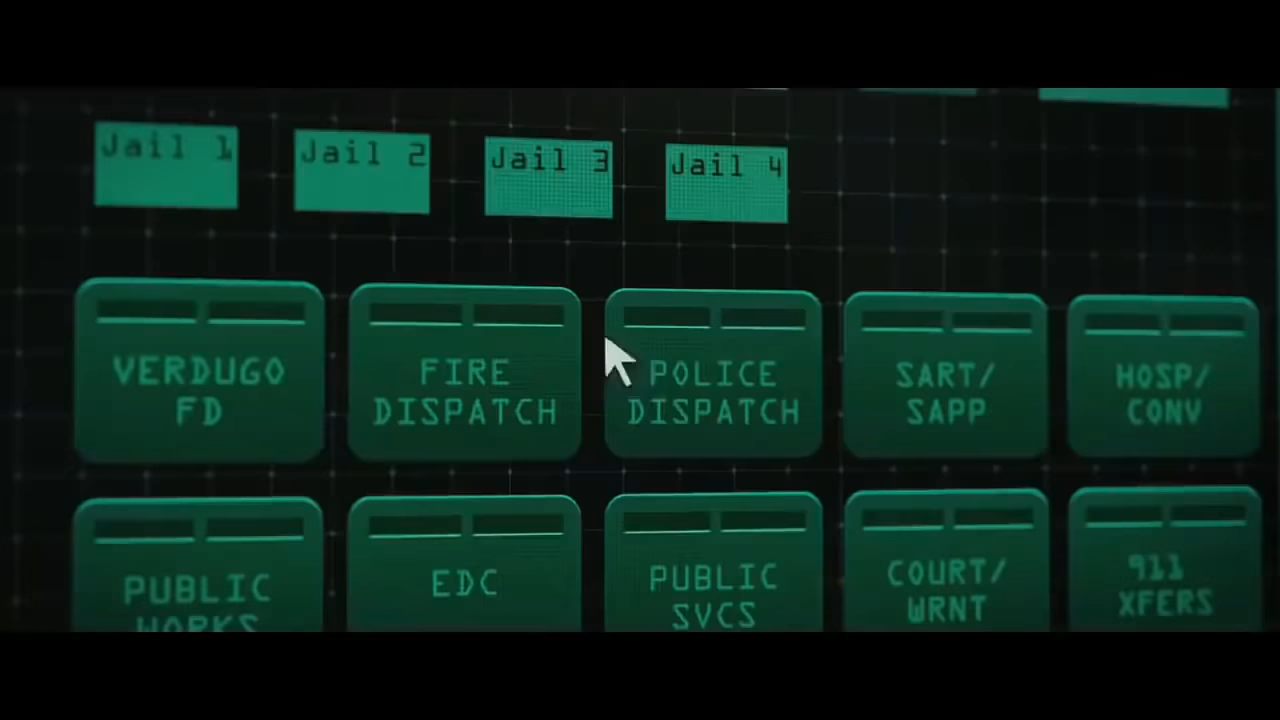 Jail 1 Jail 2 Jail 3 Jail 4
VERDUGO FIRE POLICE SART/ HOSP/
FD DISPATCH DISPATCH SAPP CONV
PUBLIC EDC PUBLIC COURT/ 911
WORKS SVCS WRNT XFERS